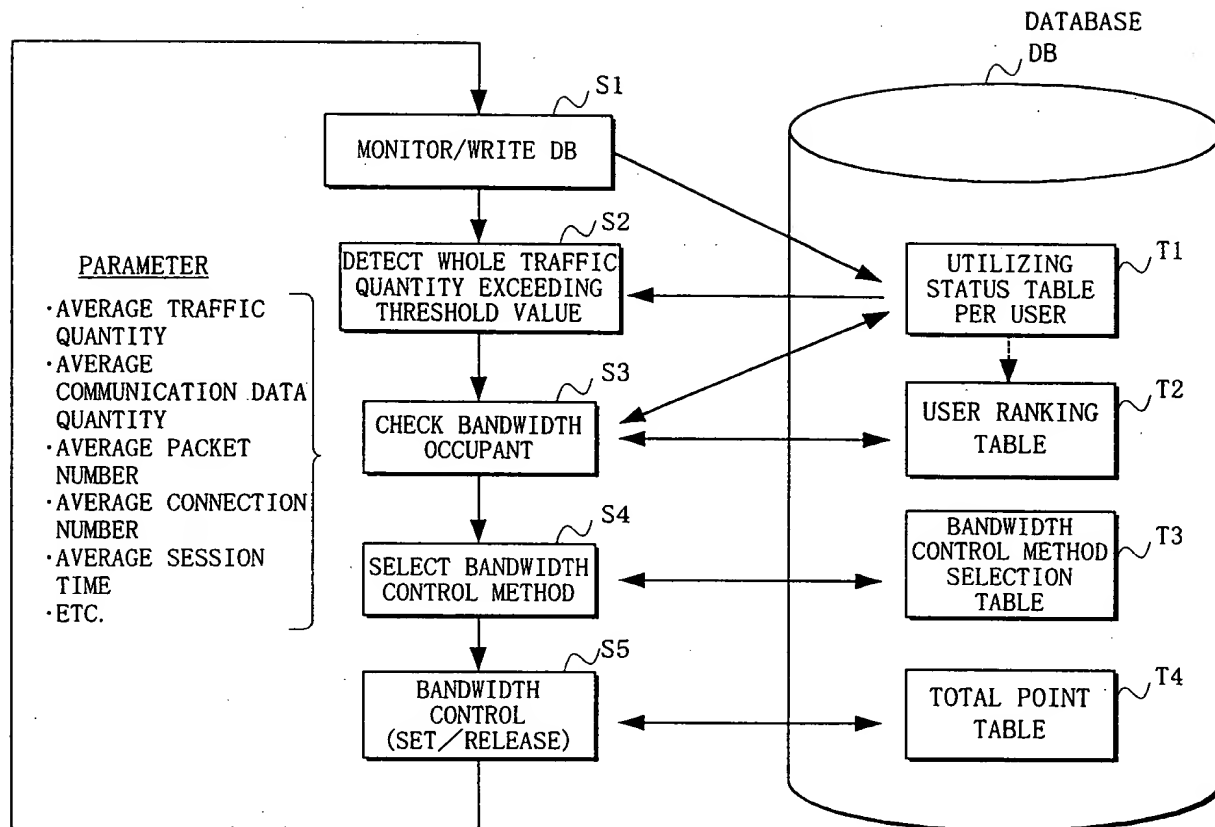 DATABASE
DB
S1
MONITOR/WRITE DB
S2
DETECT WHOLE TRAFFIC
QUANTITY EXCEEDING
THRESHOLD VALUE
T1
UTILIZING
STATUS TABLE
PER USER
PARAMETER
·AVERAGE TRAFFIC
QUANTITY
·AVERAGE
COMMUNICATION DATA
QUANTITY
·AVERAGE PACKET
NUMBER
·AVERAGE CONNECTION
NUMBER
·AVERAGE SESSION
TIME
·ETC.
S3
CHECK BANDWIDTH
OCCUPANT
T2
USER RANKING
TABLE
S4
SELECT BANDWIDTH
CONTROL METHOD
T3
BANDWIDTH
CONTROL METHOD
SELECTION
TABLE
S5
BANDWIDTH
CONTROL
(SET/RELEASE)
T4
TOTAL POINT
TABLE